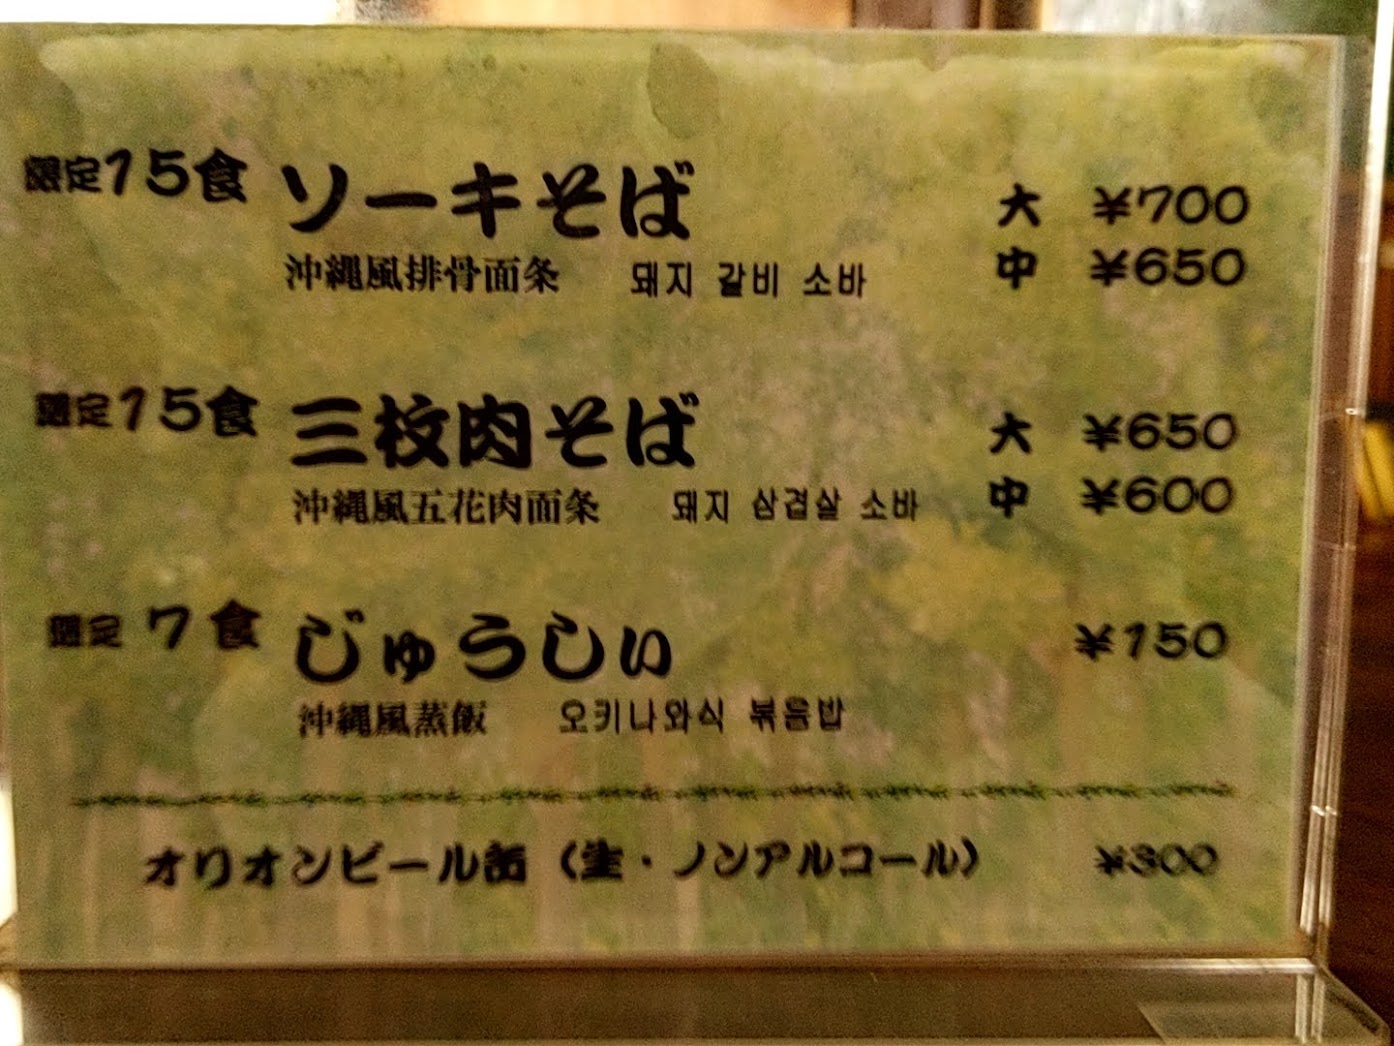 限定15食 ソーキそば 大 ¥700
沖縄風排骨面条 돼지 갈비 소바 中 ¥650
限定15食 三枚肉そば 大 ¥650
沖縄風五花肉面条 돼지 삼겹살 소바 中 ¥600
限定 7食 じゅうしぃ ¥150
沖縄風蒸飯 오키나와식 볶음밥
オリオンビール缶(生・ノンアルコール) ¥300